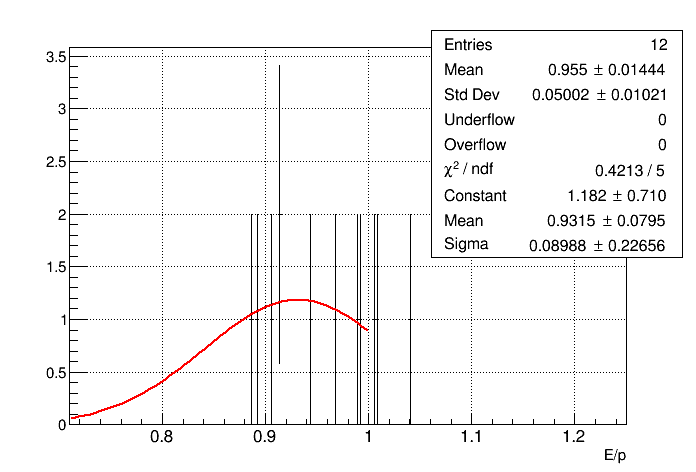 Entries 12
Mean 0.955 ± 0.01444
Std Dev 0.05002 ± 0.01021
Underflow 0
Overflow 0
χ² / ndf 0.4213 / 5
Constant 1.182 ± 0.710
Mean 0.9315 ± 0.0795
Sigma 0.08988 ± 0.22656
3.5
3
2.5
2
1.5
1
0.5
0
0.8 0.9 1 1.1 1.2
E/p